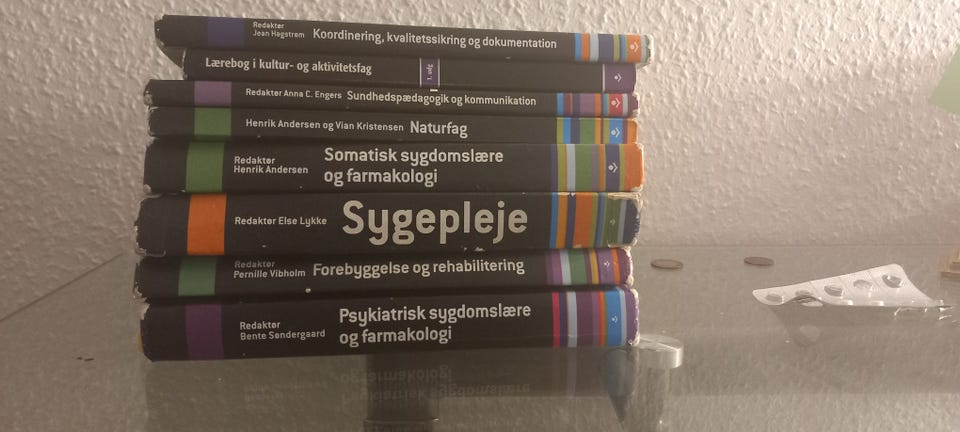 Redaktør
Jean Hagstrøm
Koordinering, kvalitetssikring og dokumentation
Lærebog i kultur- og aktivitetsfag
Redaktør Anna C. Engers Sundhedspædagogik og kommunikation
Henrik Andersen og Vian Kristensen Naturfag
Redaktør
Henrik Andersen
Somatisk sygdomslære
og farmakologi
Redaktør Else Lykke Sygepleje
Redaktør
Pernille Vibholm
Forebyggelse og rehabilitering
Redaktør
Bente Søndergaard
Psykiatrisk sygdomslære
og farmakologi